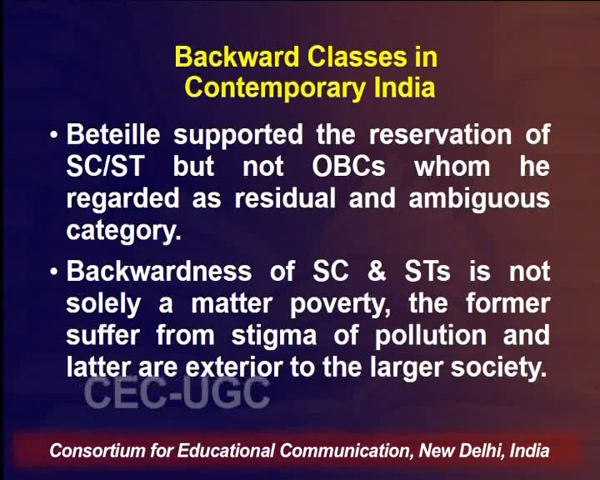 Backward Classes in
Contemporary India
• Beteille supported the reservation of
SC/ST but not OBCs whom he
regarded as residual and ambiguous
category.
• Backwardness of SC & STs is not
solely a matter poverty, the former
suffer from stigma of pollution and
latter are exterior to the larger society.
CEC-UGC
Consortium for Educational Communication, New Delhi, India